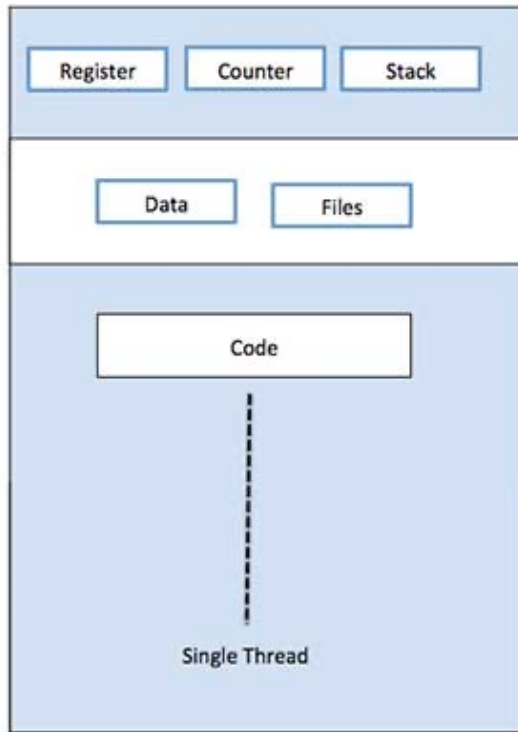 Register
Counter
Stack
Data
Files
Code
Single Thread